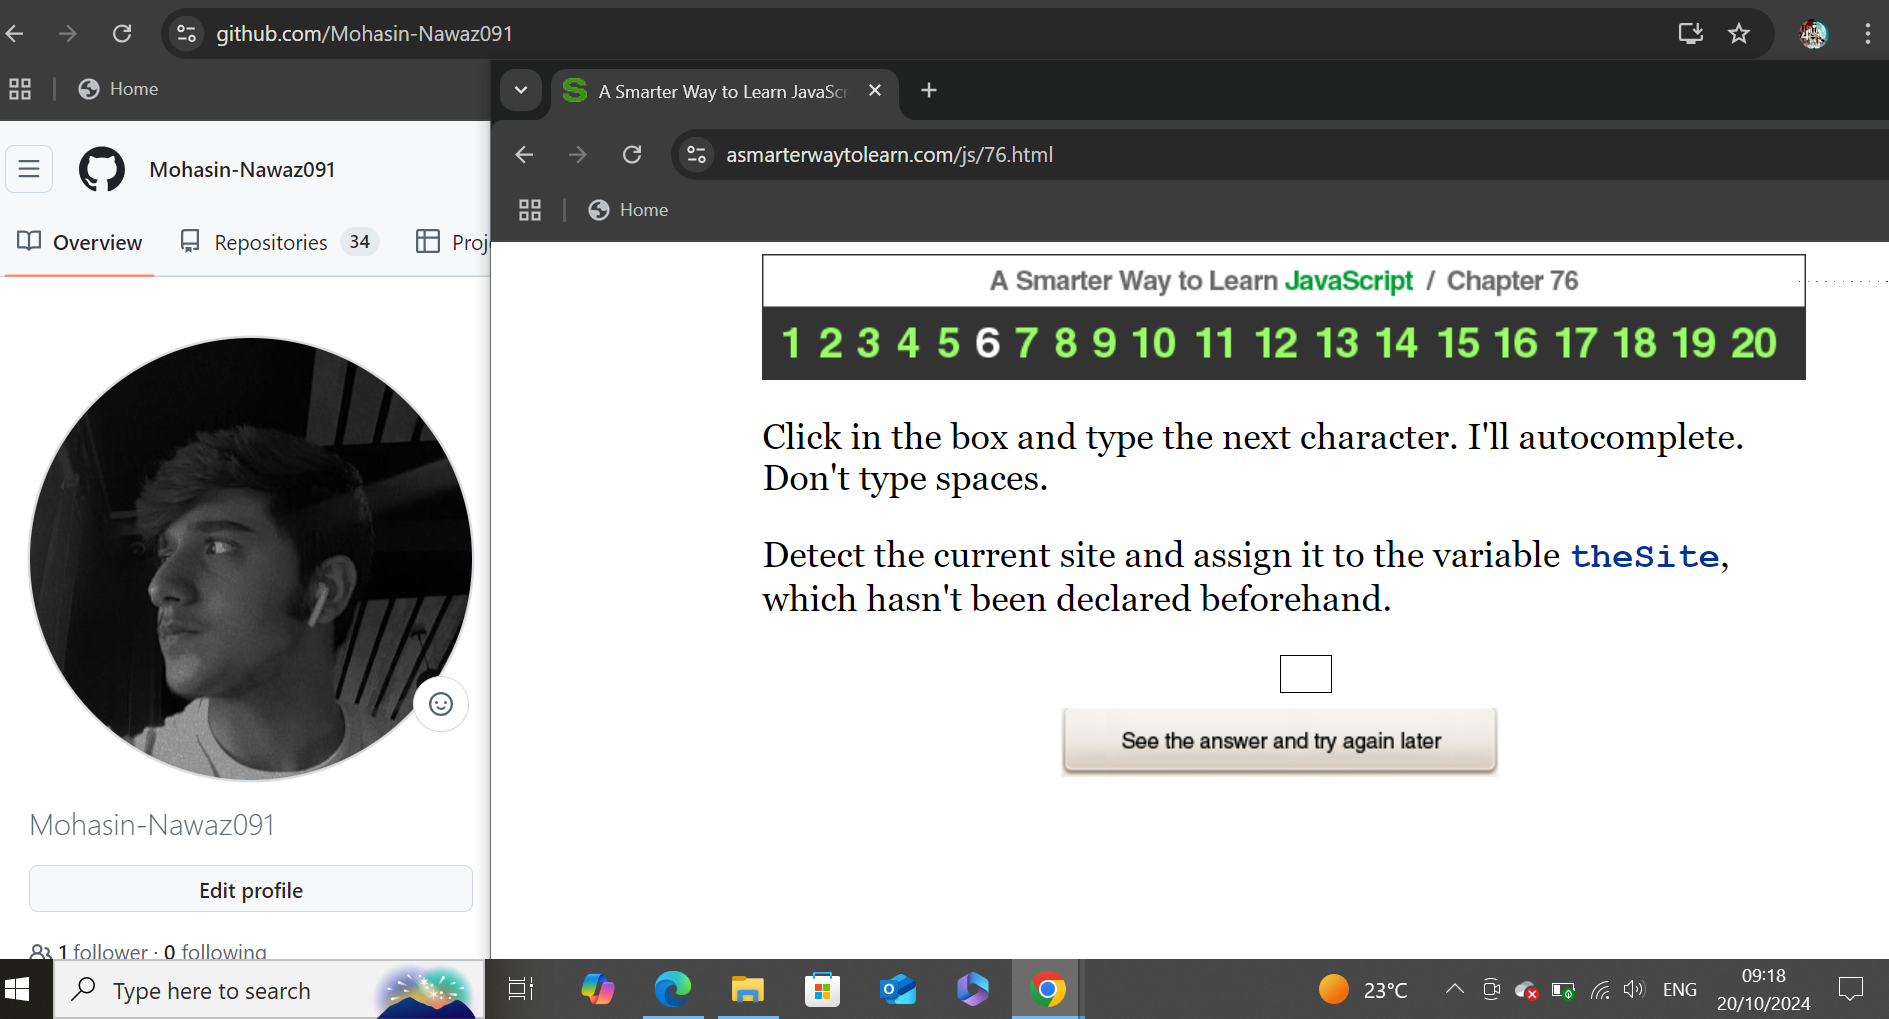 github.com/Mohasin-Nawaz091
Home
Mohasin-Nawaz091
Overview
Repositories 34
Proj
Mohasin-Nawaz091
Edit profile
1 follower · 0 following
A Smarter Way to Learn JavaScr
asmarterwaytolearn.com/js/76.html
Home
A Smarter Way to Learn JavaScript / Chapter 76
1 2 3 4 5 6 7 8 9 10 11 12 13 14 15 16 17 18 19 20
Click in the box and type the next character. I'll autocomplete.
Don't type spaces.
Detect the current site and assign it to the variable theSite,
which hasn't been declared beforehand.
See the answer and try again later
Type here to search
23°C
ENG
09:18
20/10/2024